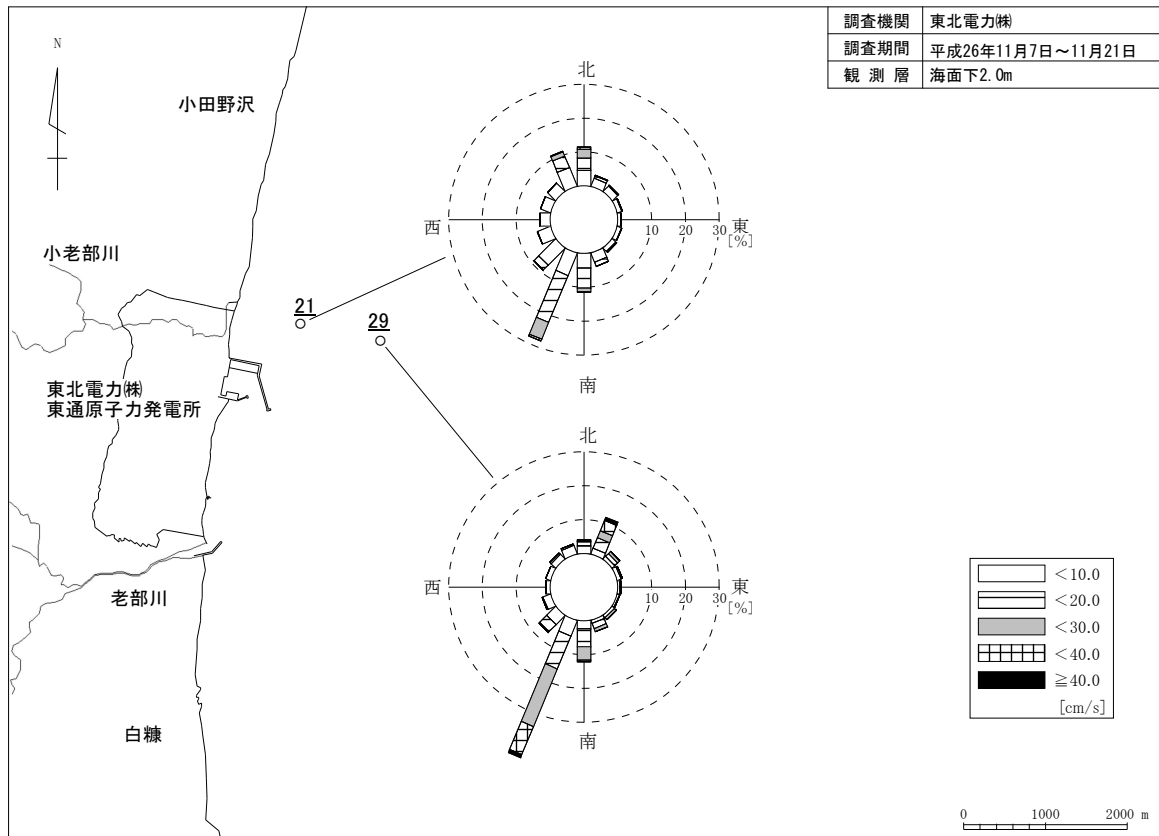 調査機関 東北電力㈱
調査期間 平成26年11月7日～11月21日
観測層 海面下2.0m
N
小田野沢
小老部川
東北電力㈱
東通原子力発電所
老部川
白糠
21
29
北
西
東
南
10 20 30
[%]
北
西
東
南
10 20 30
[%]
<10.0
<20.0
<30.0
<40.0
≧40.0
[cm/s]
0 1000 2000 m